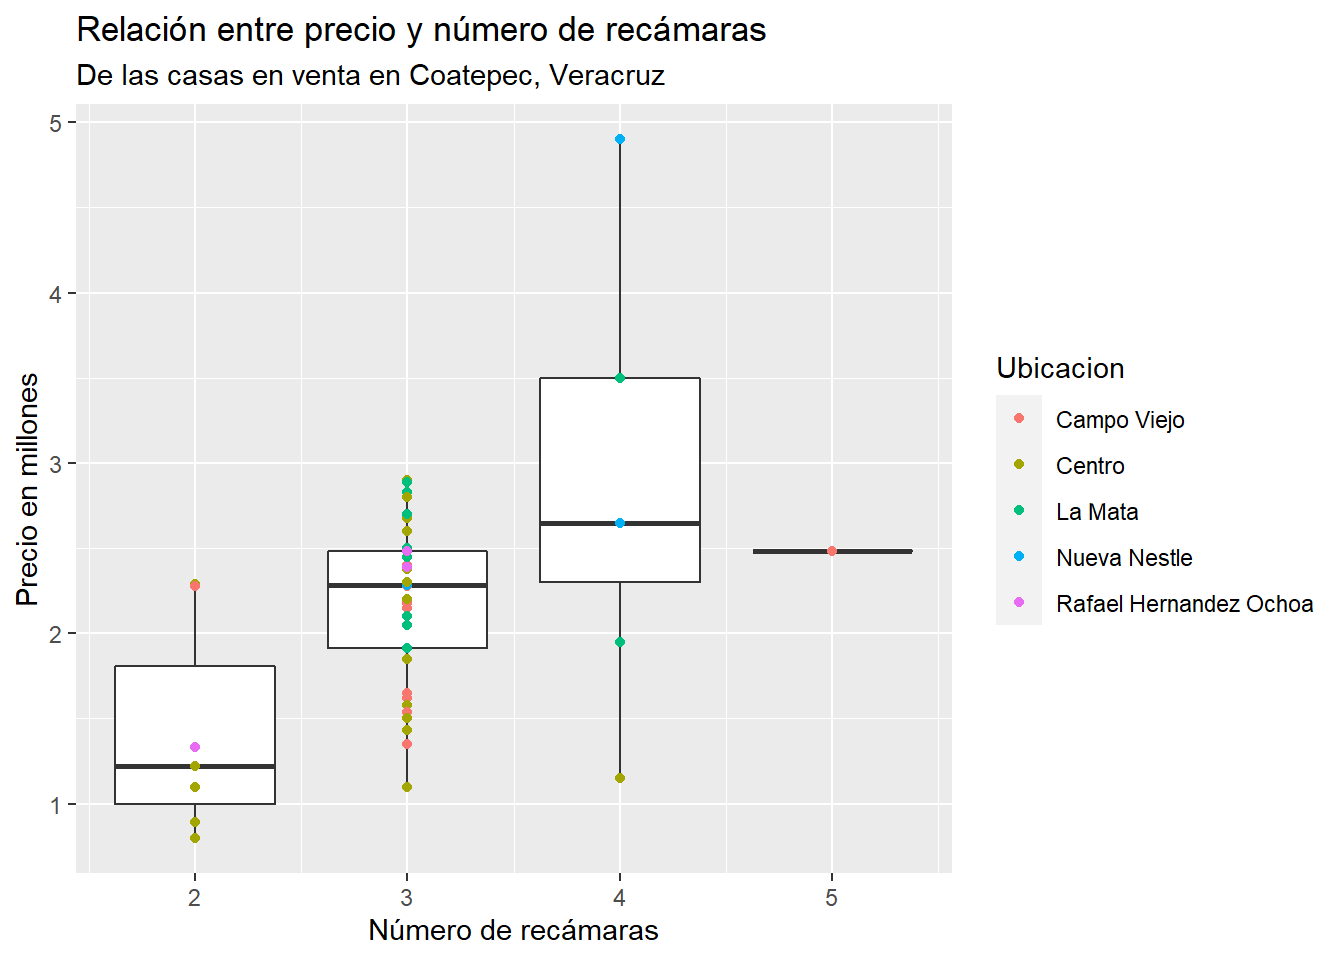 Relación entre precio y número de recámaras
De las casas en venta en Coatepec, Veracruz
Precio en millones
5
4
3
2
1
2
3
4
5
Número de recámaras
Ubicacion
Campo Viejo
Centro
La Mata
Nueva Nestle
Rafael Hernandez Ochoa